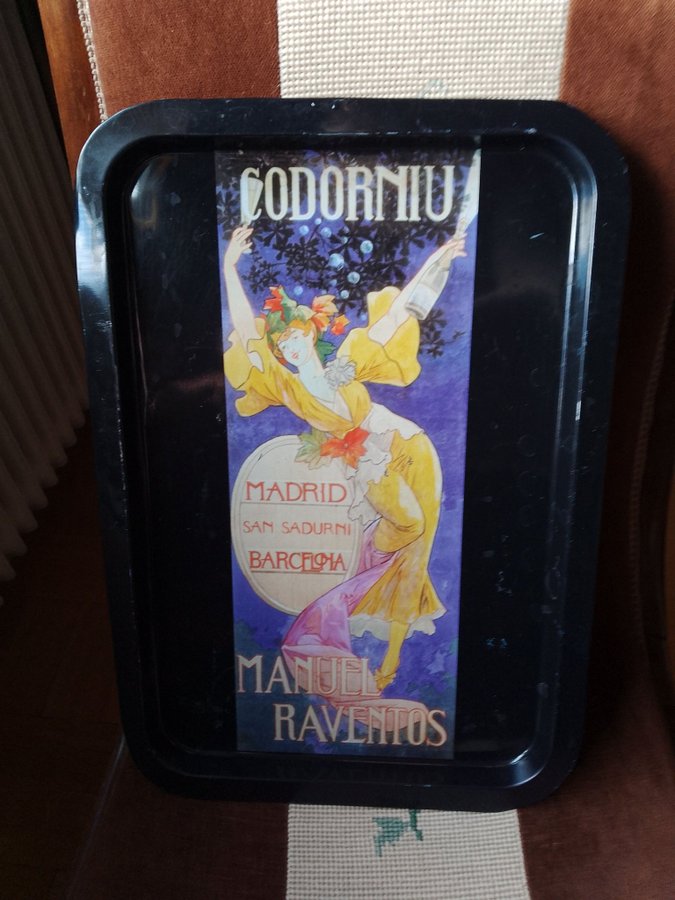 CODORNIU
MADRID
SAN SADURNI
BARCELONA
MANUEL
RAVENTOS